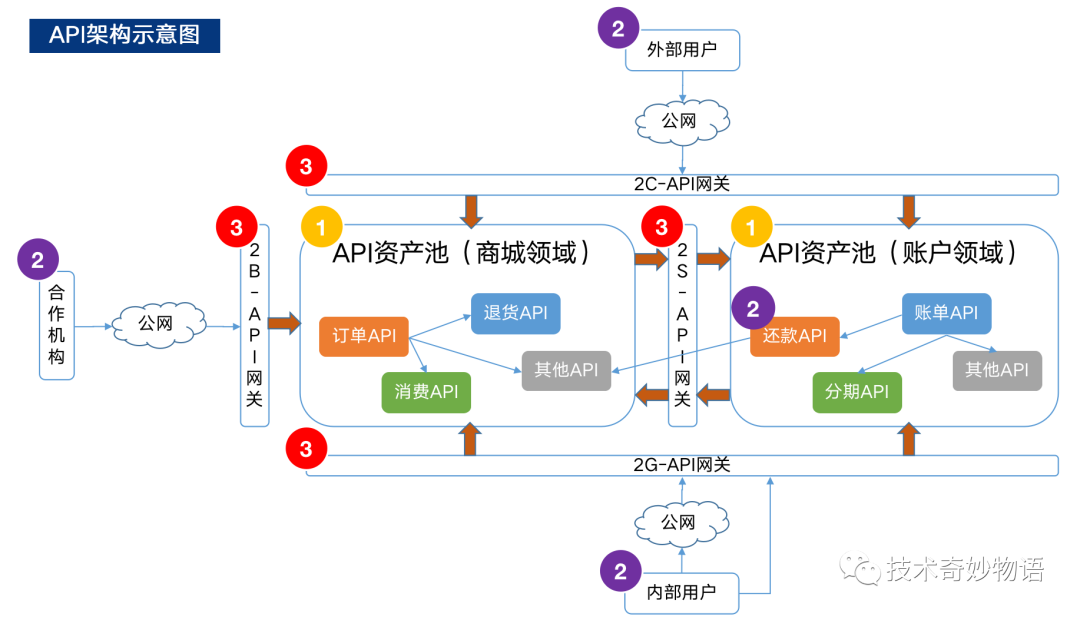 API架构示意图
2
外部用户
公网
3
2C-API网关
3
2B-API网关
1
API资产池（商城领域）
3
2S-API网关
1
API资产池（账户领域）
2
合作机构
公网
订单API
退货API
其他API
消费API
2
还款API
账单API
其他API
分期API
3
2G-API网关
公网
2
内部用户
技术奇妙物语